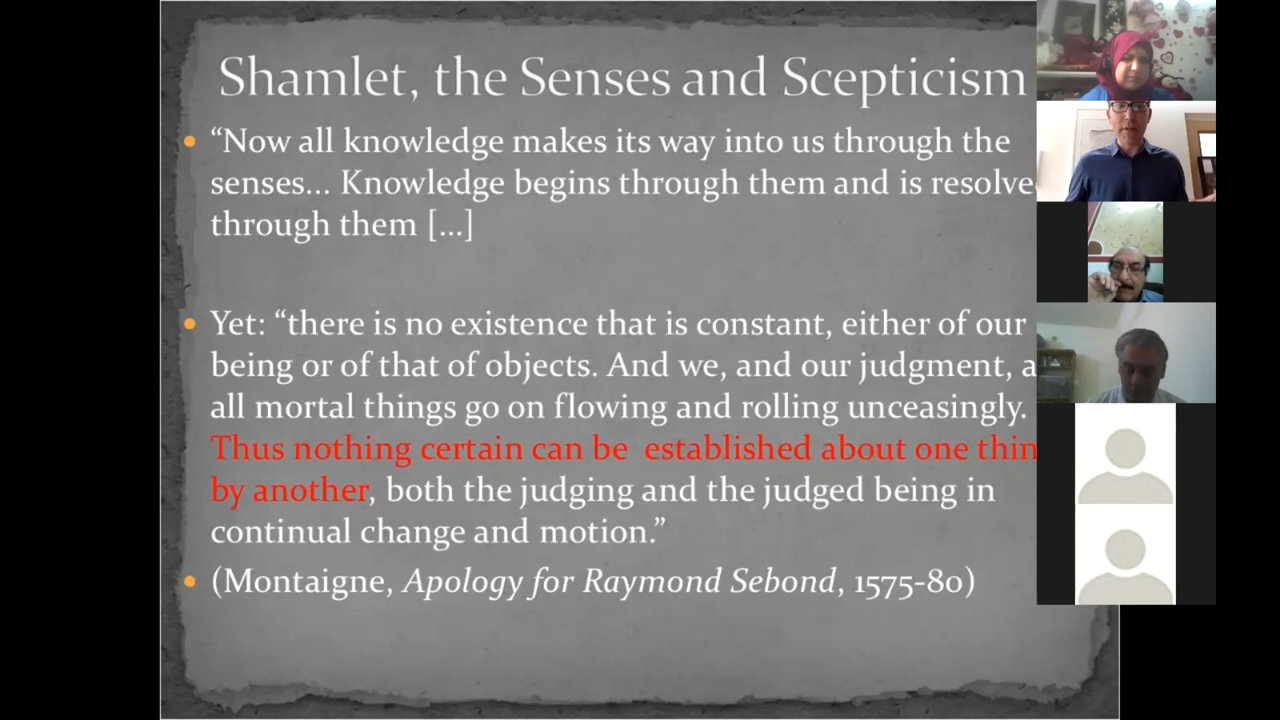 Shamlet, the Senses and Scepticism
• “Now all knowledge makes its way into us through the
senses... Knowledge begins through them and is resolve
through them [...]
• Yet: “there is no existence that is constant, either of our
being or of that of objects. And we, and our judgment, a
all mortal things go on flowing and rolling unceasingly.
Thus nothing certain can be established about one thin
by another, both the judging and the judged being in
continual change and motion.”
• (Montaigne, Apology for Raymond Sebond, 1575-80)